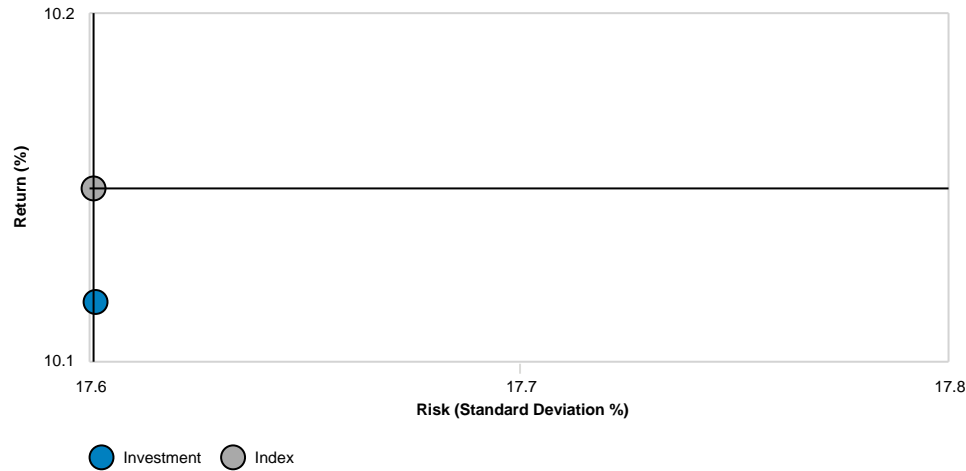 10.2
Return (%)
10.1
17.6 17.7 17.8
Risk (Standard Deviation %)
Investment Index